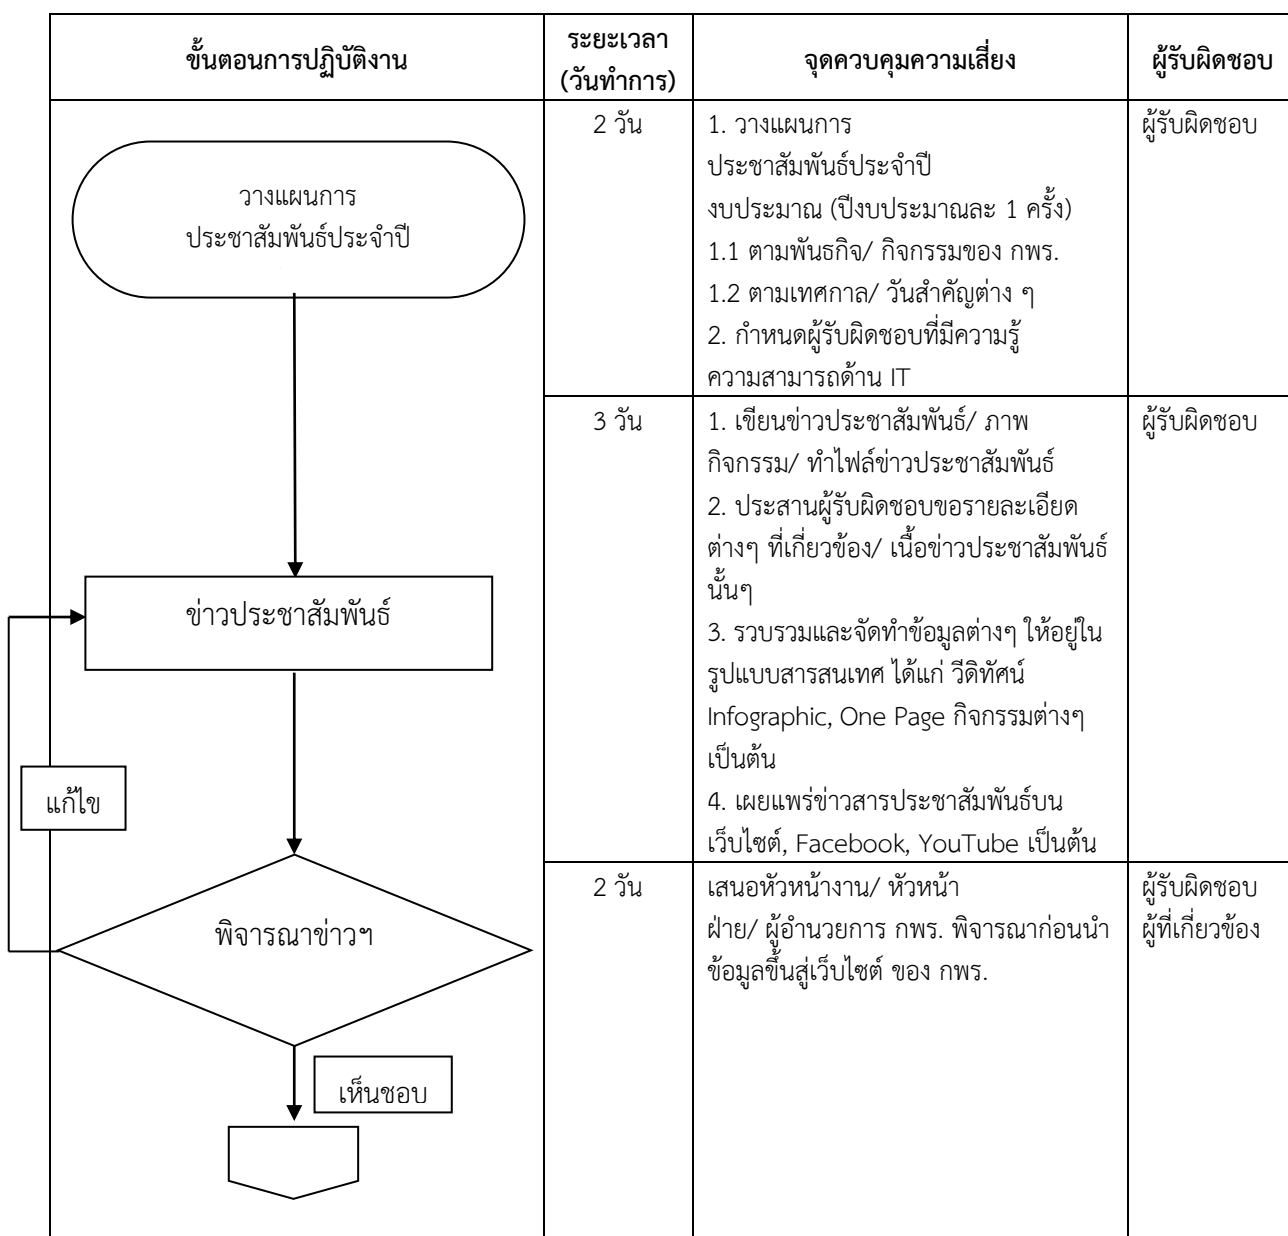 ขั้นตอนการปฏิบัติงาน
ระยะเวลา
(วันทำการ)
จุดควบคุมความเสี่ยง
ผู้รับผิดชอบ
วางแผนการ
ประชาสัมพันธ์ประจำปี
2 วัน
1. วางแผนการ
ประชาสัมพันธ์ประจำปี
งบประมาณ (ปีงบประมาณละ 1 ครั้ง)
1.1 ตามพันธกิจ/ กิจกรรมของ กพร.
1.2 ตามเทศกาล/ วันสำคัญต่าง ๆ
2. กำหนดผู้รับผิดชอบที่มีความรู้
ความสามารถด้าน IT
ผู้รับผิดชอบ
ข่าวประชาสัมพันธ์
3 วัน
1. เขียนข่าวประชาสัมพันธ์/ ภาพ
กิจกรรม/ ทำไฟล์ข่าวประชาสัมพันธ์
2. ประสานผู้รับผิดชอบขอรายละเอียด
ต่างๆ ที่เกี่ยวข้อง/ เนื้อข่าวประชาสัมพันธ์
นั้นๆ
3. รวบรวมและจัดทำข้อมูลต่างๆ ให้อยู่ใน
รูปแบบสารสนเทศ ได้แก่ วีดิทัศน์
Infographic, One Page กิจกรรมต่างๆ
เป็นต้น
4. เผยแพร่ข่าวสารประชาสัมพันธ์บน
เว็บไซต์, Facebook, YouTube เป็นต้น
ผู้รับผิดชอบ
แก้ไข
พิจารณาข่าวฯ
2 วัน
เสนอหัวหน้างาน/ หัวหน้า
ฝ่าย/ ผู้อำนวยการ กพร. พิจารณาก่อนนำ
ข้อมูลขึ้นสู่เว็บไซต์ ของ กพร.
ผู้รับผิดชอบ
ผู้ที่เกี่ยวข้อง
เห็นชอบ